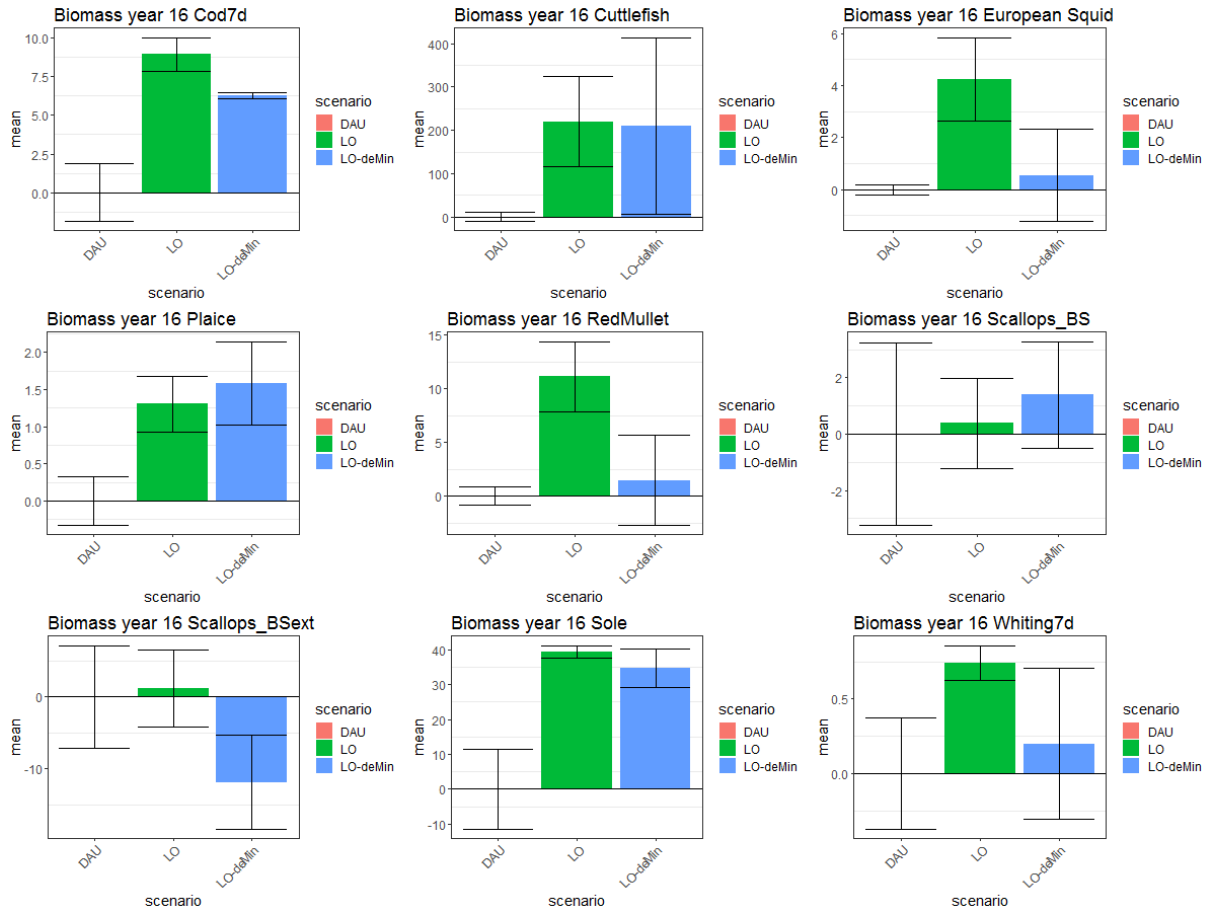 Biomass year 16 Cod7d
10.0
7.5
5.0
2.5
0.0
mean
DAU
LO
LO-deMin
scenario
scenario
DAU
LO
LO-deMin
Biomass year 16 Cuttlefish
400
300
200
100
0
mean
DAU
LO
LO-deMin
scenario
scenario
DAU
LO
LO-deMin
Biomass year 16 European Squid
6
4
2
0
mean
DAU
LO
LO-deMin
scenario
scenario
DAU
LO
LO-deMin
Biomass year 16 Plaice
2.0
1.5
1.0
0.5
0.0
mean
DAU
LO
LO-deMin
scenario
scenario
DAU
LO
LO-deMin
Biomass year 16 RedMullet
15
10
5
0
mean
DAU
LO
LO-deMin
scenario
scenario
DAU
LO
LO-deMin
Biomass year 16 Scallops_BS
2
0
-2
mean
DAU
LO
LO-deMin
scenario
scenario
DAU
LO
LO-deMin
Biomass year 16 Scallops_BSext
0
-10
mean
DAU
LO
LO-deMin
scenario
scenario
DAU
LO
LO-deMin
Biomass year 16 Sole
40
30
20
10
0
-10
mean
DAU
LO
LO-deMin
scenario
scenario
DAU
LO
LO-deMin
Biomass year 16 Whiting7d
0.5
0.0
mean
DAU
LO
LO-deMin
scenario
scenario
DAU
LO
LO-deMin